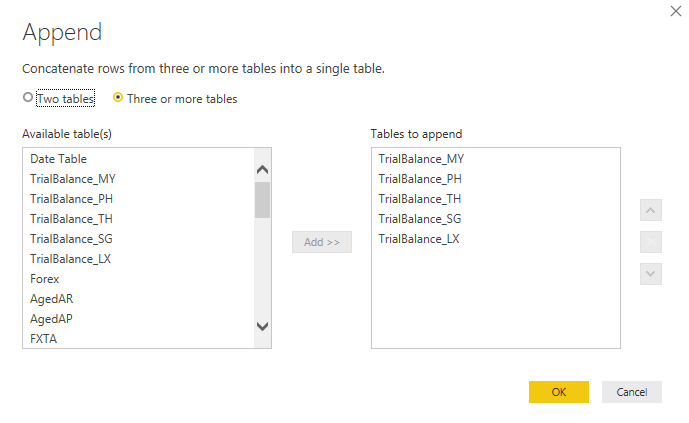 Append
Concatenate rows from three or more tables into a single table.
Two tables Three or more tables
Available table(s)
Date Table
TrialBalance_MY
TrialBalance_PH
TrialBalance_TH
TrialBalance_SG
TrialBalance_LX
Forex
AgedAR
AgedAP
FXTA
Add >>
Tables to append
TrialBalance_MY
TrialBalance_PH
TrialBalance_TH
TrialBalance_SG
TrialBalance_LX
OK Cancel